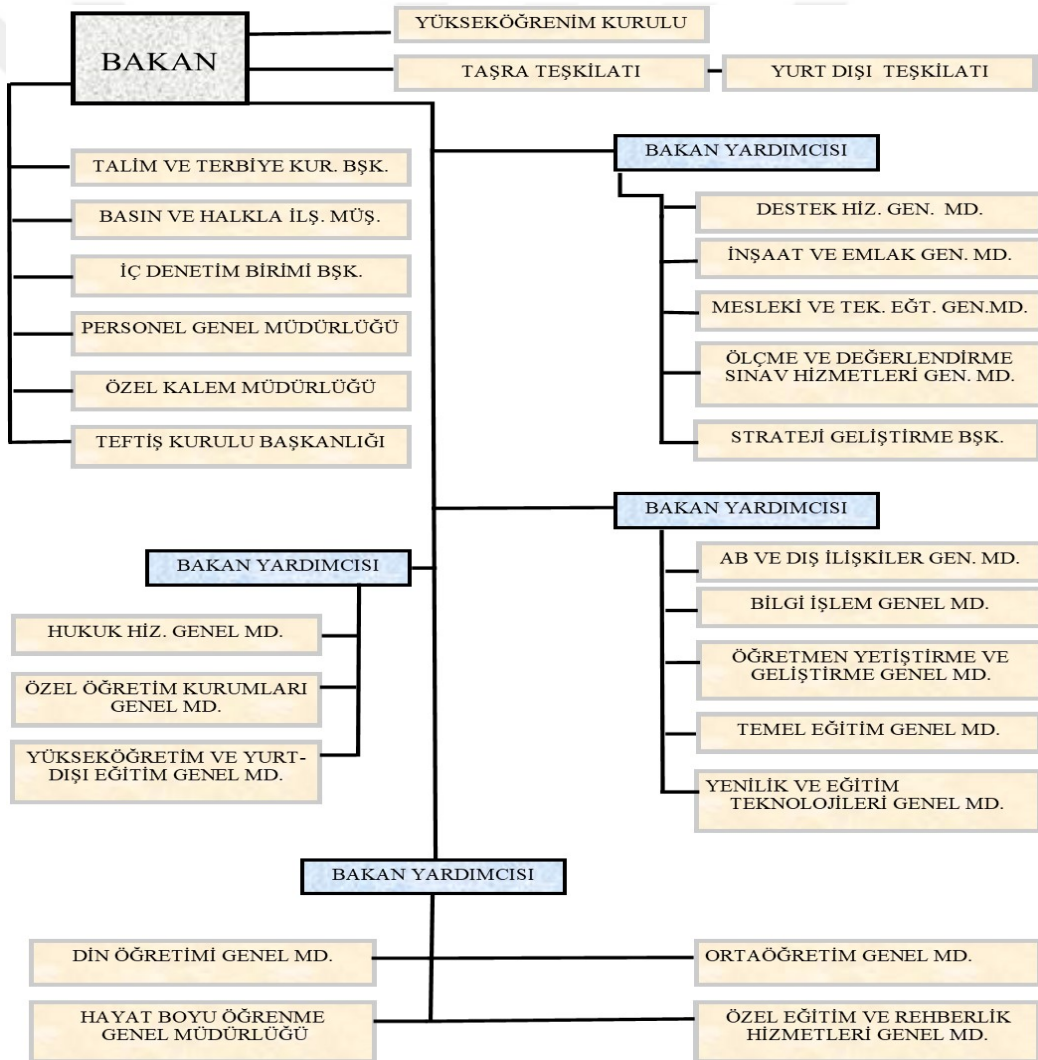 YÜKSEKÖĞRENİM KURULU
BAKAN
TAŞRA TEŞKİLATI
YURT DIŞI TEŞKİLATI
BAKAN YARDIMCISI
TALİM VE TERBİYE KUR. BŞK.
BASIN VE HALKLA İLŞ. MÜŞ.
İÇ DENETİM BİRİMİ BŞK.
PERSONEL GENEL MÜDÜRLÜĞÜ
ÖZEL KALEM MÜDÜRLÜĞÜ
TEFTİŞ KURULU BAŞKANLIĞI
DESTEK HİZ. GEN. MD.
İNŞAAT VE EMLAK GEN. MD.
MESLEKİ VE TEK. EĞT. GEN.MD.
ÖLÇME VE DEĞERLENDİRME
SINAV HİZMETLERİ GEN. MD.
STRATEJİ GELİŞTİRME BŞK.
BAKAN YARDIMCISI
AB VE DIŞ İLİŞKİLER GEN. MD.
BİLGİ İŞLEM GENEL MD.
ÖĞRETMEN YETİŞTİRME VE
GELİŞTİRME GENEL MD.
TEMEL EĞİTİM GENEL MD.
YENİLİK VE EĞİTİM
TEKNOLOJİLERİ GENEL MD.
BAKAN YARDIMCISI
HUKUK HİZ. GENEL MD.
ÖZEL ÖĞRETİM KURUMLARI
GENEL MD.
YÜKSEKÖĞRETİM VE YURT-
DIŞI EĞİTİM GENEL MD.
BAKAN YARDIMCISI
DİN ÖĞRETİMİ GENEL MD.
ORTAÖĞRETİM GENEL MD.
HAYAT BOYU ÖĞRENME
GENEL MÜDÜRLÜĞÜ
ÖZEL EĞİTİM VE REHBERLİK
HİZMETLERİ GENEL MD.